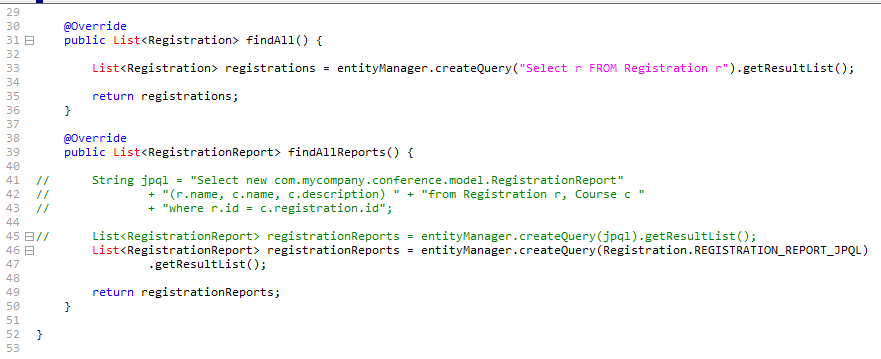 29
30     @Override
31     public List<Registration> findAll() {
32
33         List<Registration> registrations = entityManager.createQuery("Select r FROM Registration r").getResultList();
34
35         return registrations;
36     }
37
38     @Override
39     public List<RegistrationReport> findAllReports() {
40
41 //      String jpql = "Select new com.mycompany.conference.model.RegistrationReport"
42 //              + "(r.name, c.name, c.description) " + "from Registration r, Course c "
43 //              + "where r.id = c.registration.id";
44
45 //      List<RegistrationReport> registrationReports = entityManager.createQuery(jpql).getResultList();
46         List<RegistrationReport> registrationReports = entityManager.createQuery(Registration.REGISTRATION_REPORT_JPQL)
47                 .getResultList();
48
49         return registrationReports;
50     }
51
52 }
53